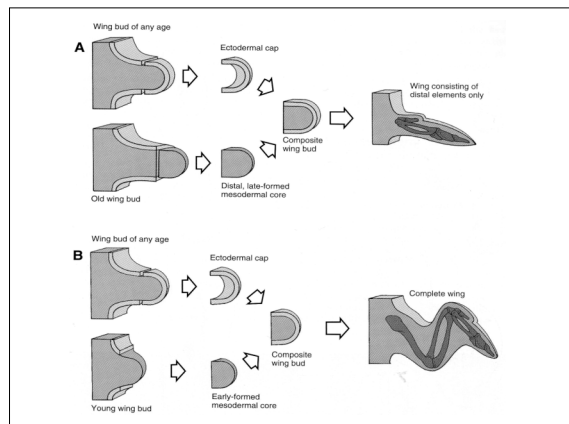 Wing bud of any age
A
Ectodermal cap
Wing consisting of
distal elements only
Composite
wing bud
Distal, late-formed
mesodermal core
Old wing bud
Wing bud of any age
B
Ectodermal cap
Complete wing
Composite
wing bud
Early-formed
mesodermal core
Young wing bud